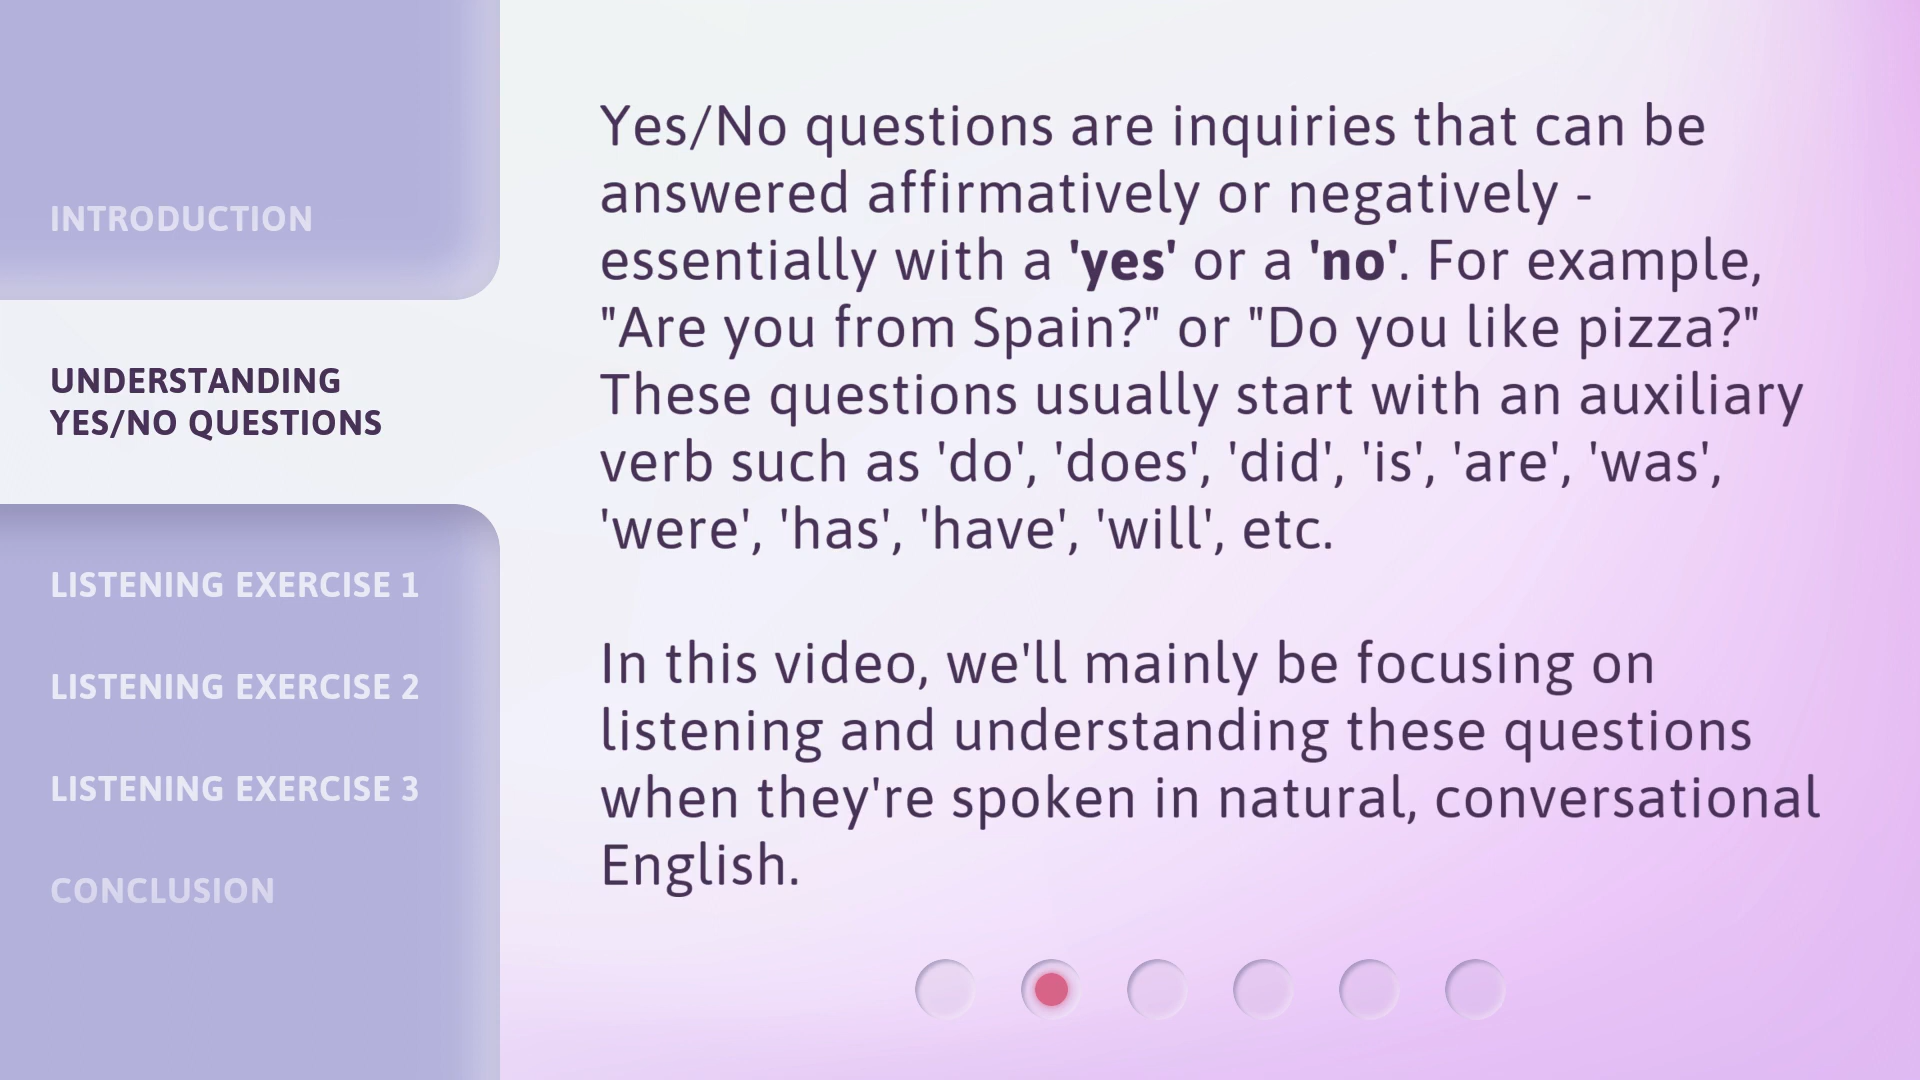 INTRODUCTION
UNDERSTANDING
YES/NO QUESTIONS
LISTENING EXERCISE 1
LISTENING EXERCISE 2
LISTENING EXERCISE 3
CONCLUSION
Yes/No questions are inquiries that can be
answered affirmatively or negatively -
essentially with a 'yes' or a 'no'. For example,
"Are you from Spain?" or "Do you like pizza?"
These questions usually start with an auxiliary
verb such as 'do', 'does', 'did', 'is', 'are', 'was',
'were', 'has', 'have', 'will', etc.
In this video, we'll mainly be focusing on
listening and understanding these questions
when they're spoken in natural, conversational
English.